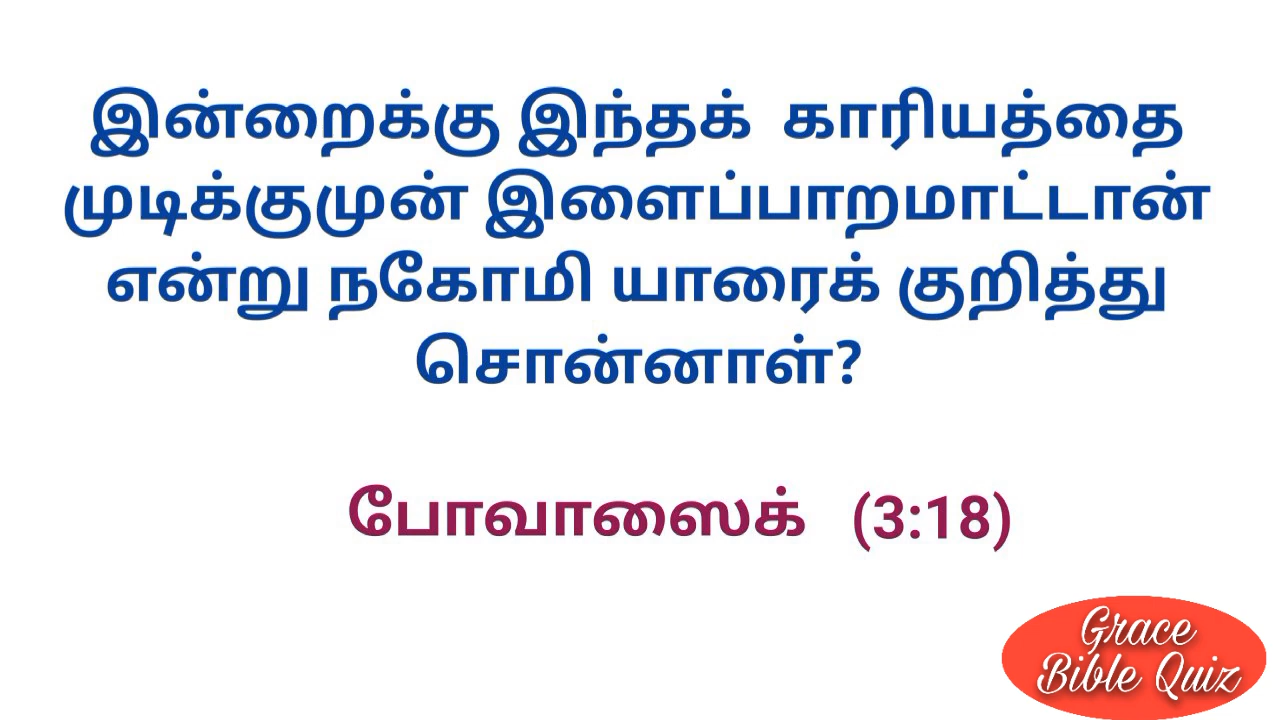 இன்றைக்கு இந்தக் காரியத்தை
முடிக்குமுன் இளைப்பாறமாட்டான்
என்று நகோமி யாரைக் குறித்து
சொன்னாள்?
போவாஸைக் (3:18)
Grace
Bible Quiz